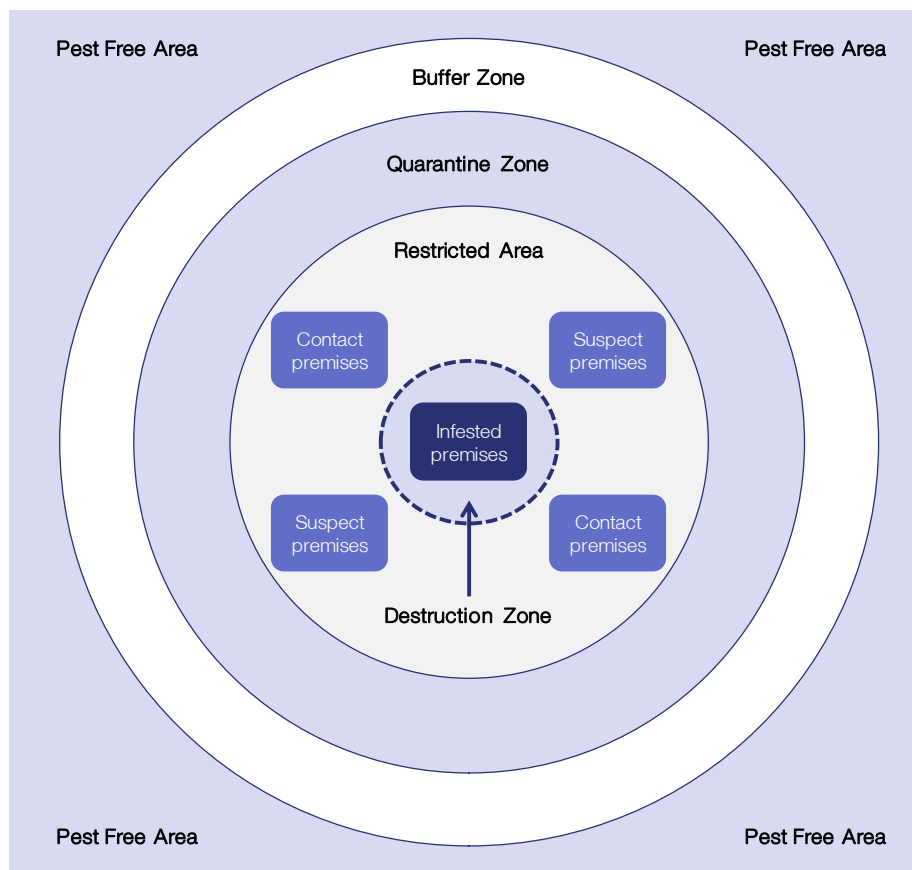 Pest Free Area
Pest Free Area
Buffer Zone
Quarantine Zone
Restricted Area
Contact
premises
Suspect
premises
Infested
premises
Suspect
premises
Contact
premises
Destruction Zone
Pest Free Area
Pest Free Area